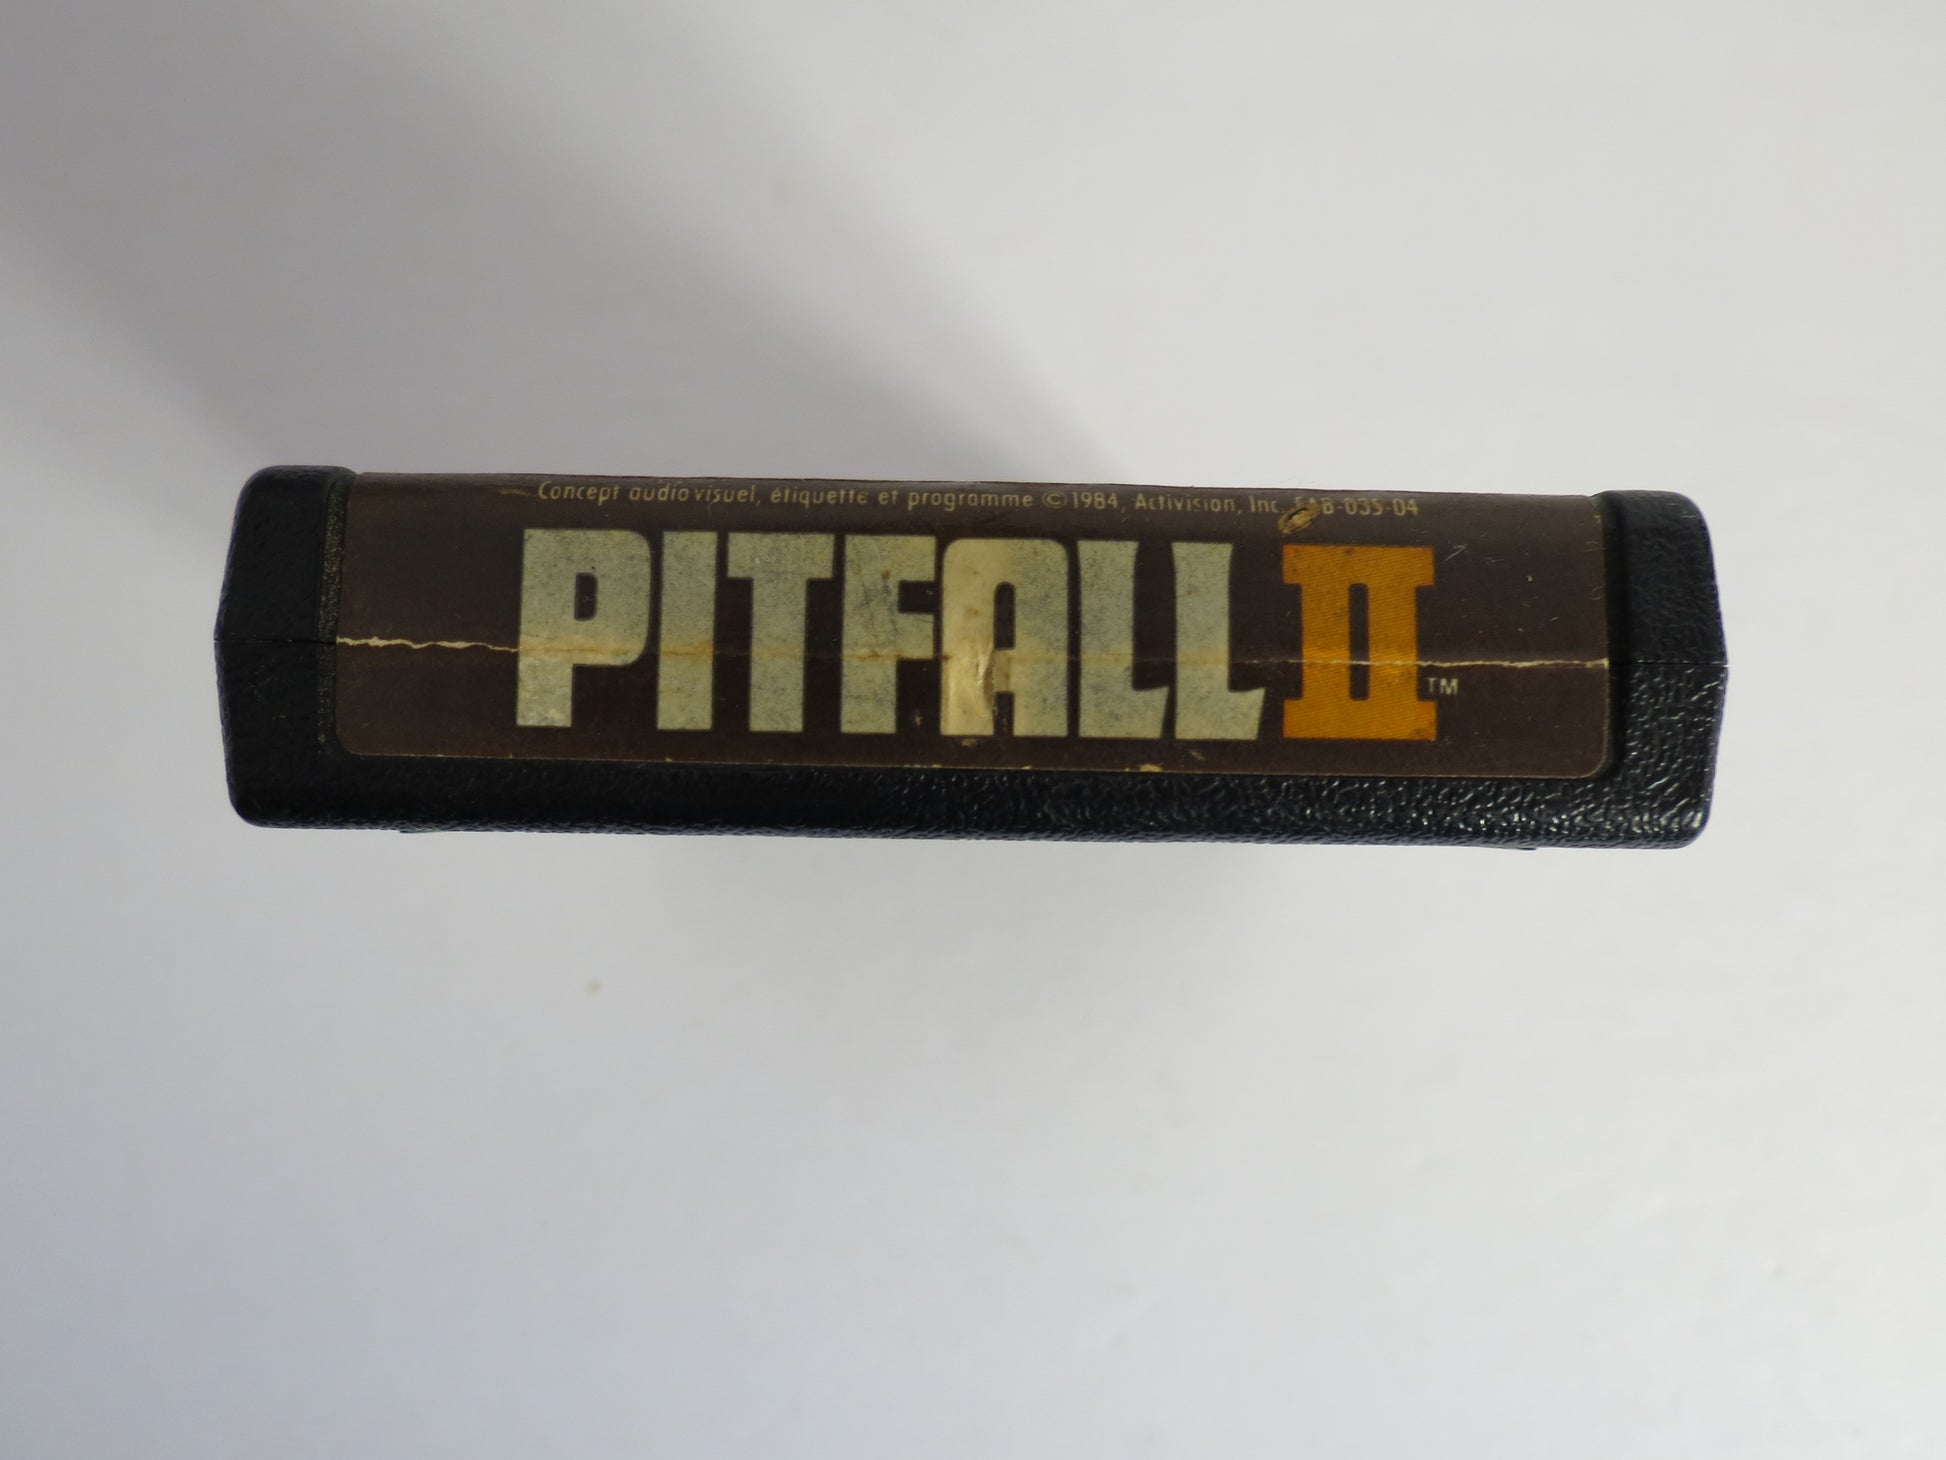 Concept audiovisuel, étiquette et programme ©1984, Activision, Inc. EAB-035-04
PITFALL II™